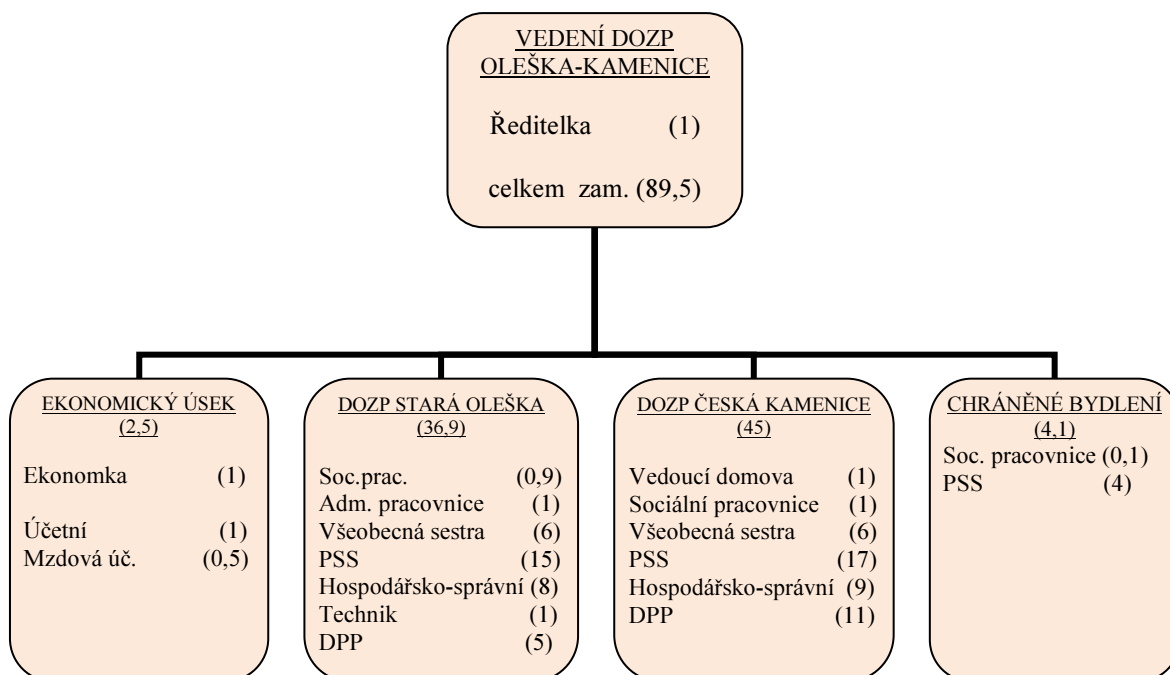 VEDENÍ DOZP
OLEŠKA-KAMENICE
Ředitelka (1)
celkem zam. (89,5)
EKONOMICKÝ ÚSEK
(2,5)
Ekonomka (1)
Účetní (1)
Mzdová úč. (0,5)
DOZP STARÁ OLEŠKA
(36,9)
Soc.prac. (0,9)
Adm. pracovnice (1)
Všeobecná sestra (6)
PSS (15)
Hospodářsko-správní (8)
Technik (1)
DPP (5)
DOZP ČESKÁ KAMENICE
(45)
Vedoucí domova (1)
Sociální pracovnice (1)
Všeobecná sestra (6)
PSS (17)
Hospodářsko-správní (9)
DPP (11)
CHRÁNĚNÉ BYDLENÍ
(4,1)
Soc. pracovnice (0,1)
PSS (4)